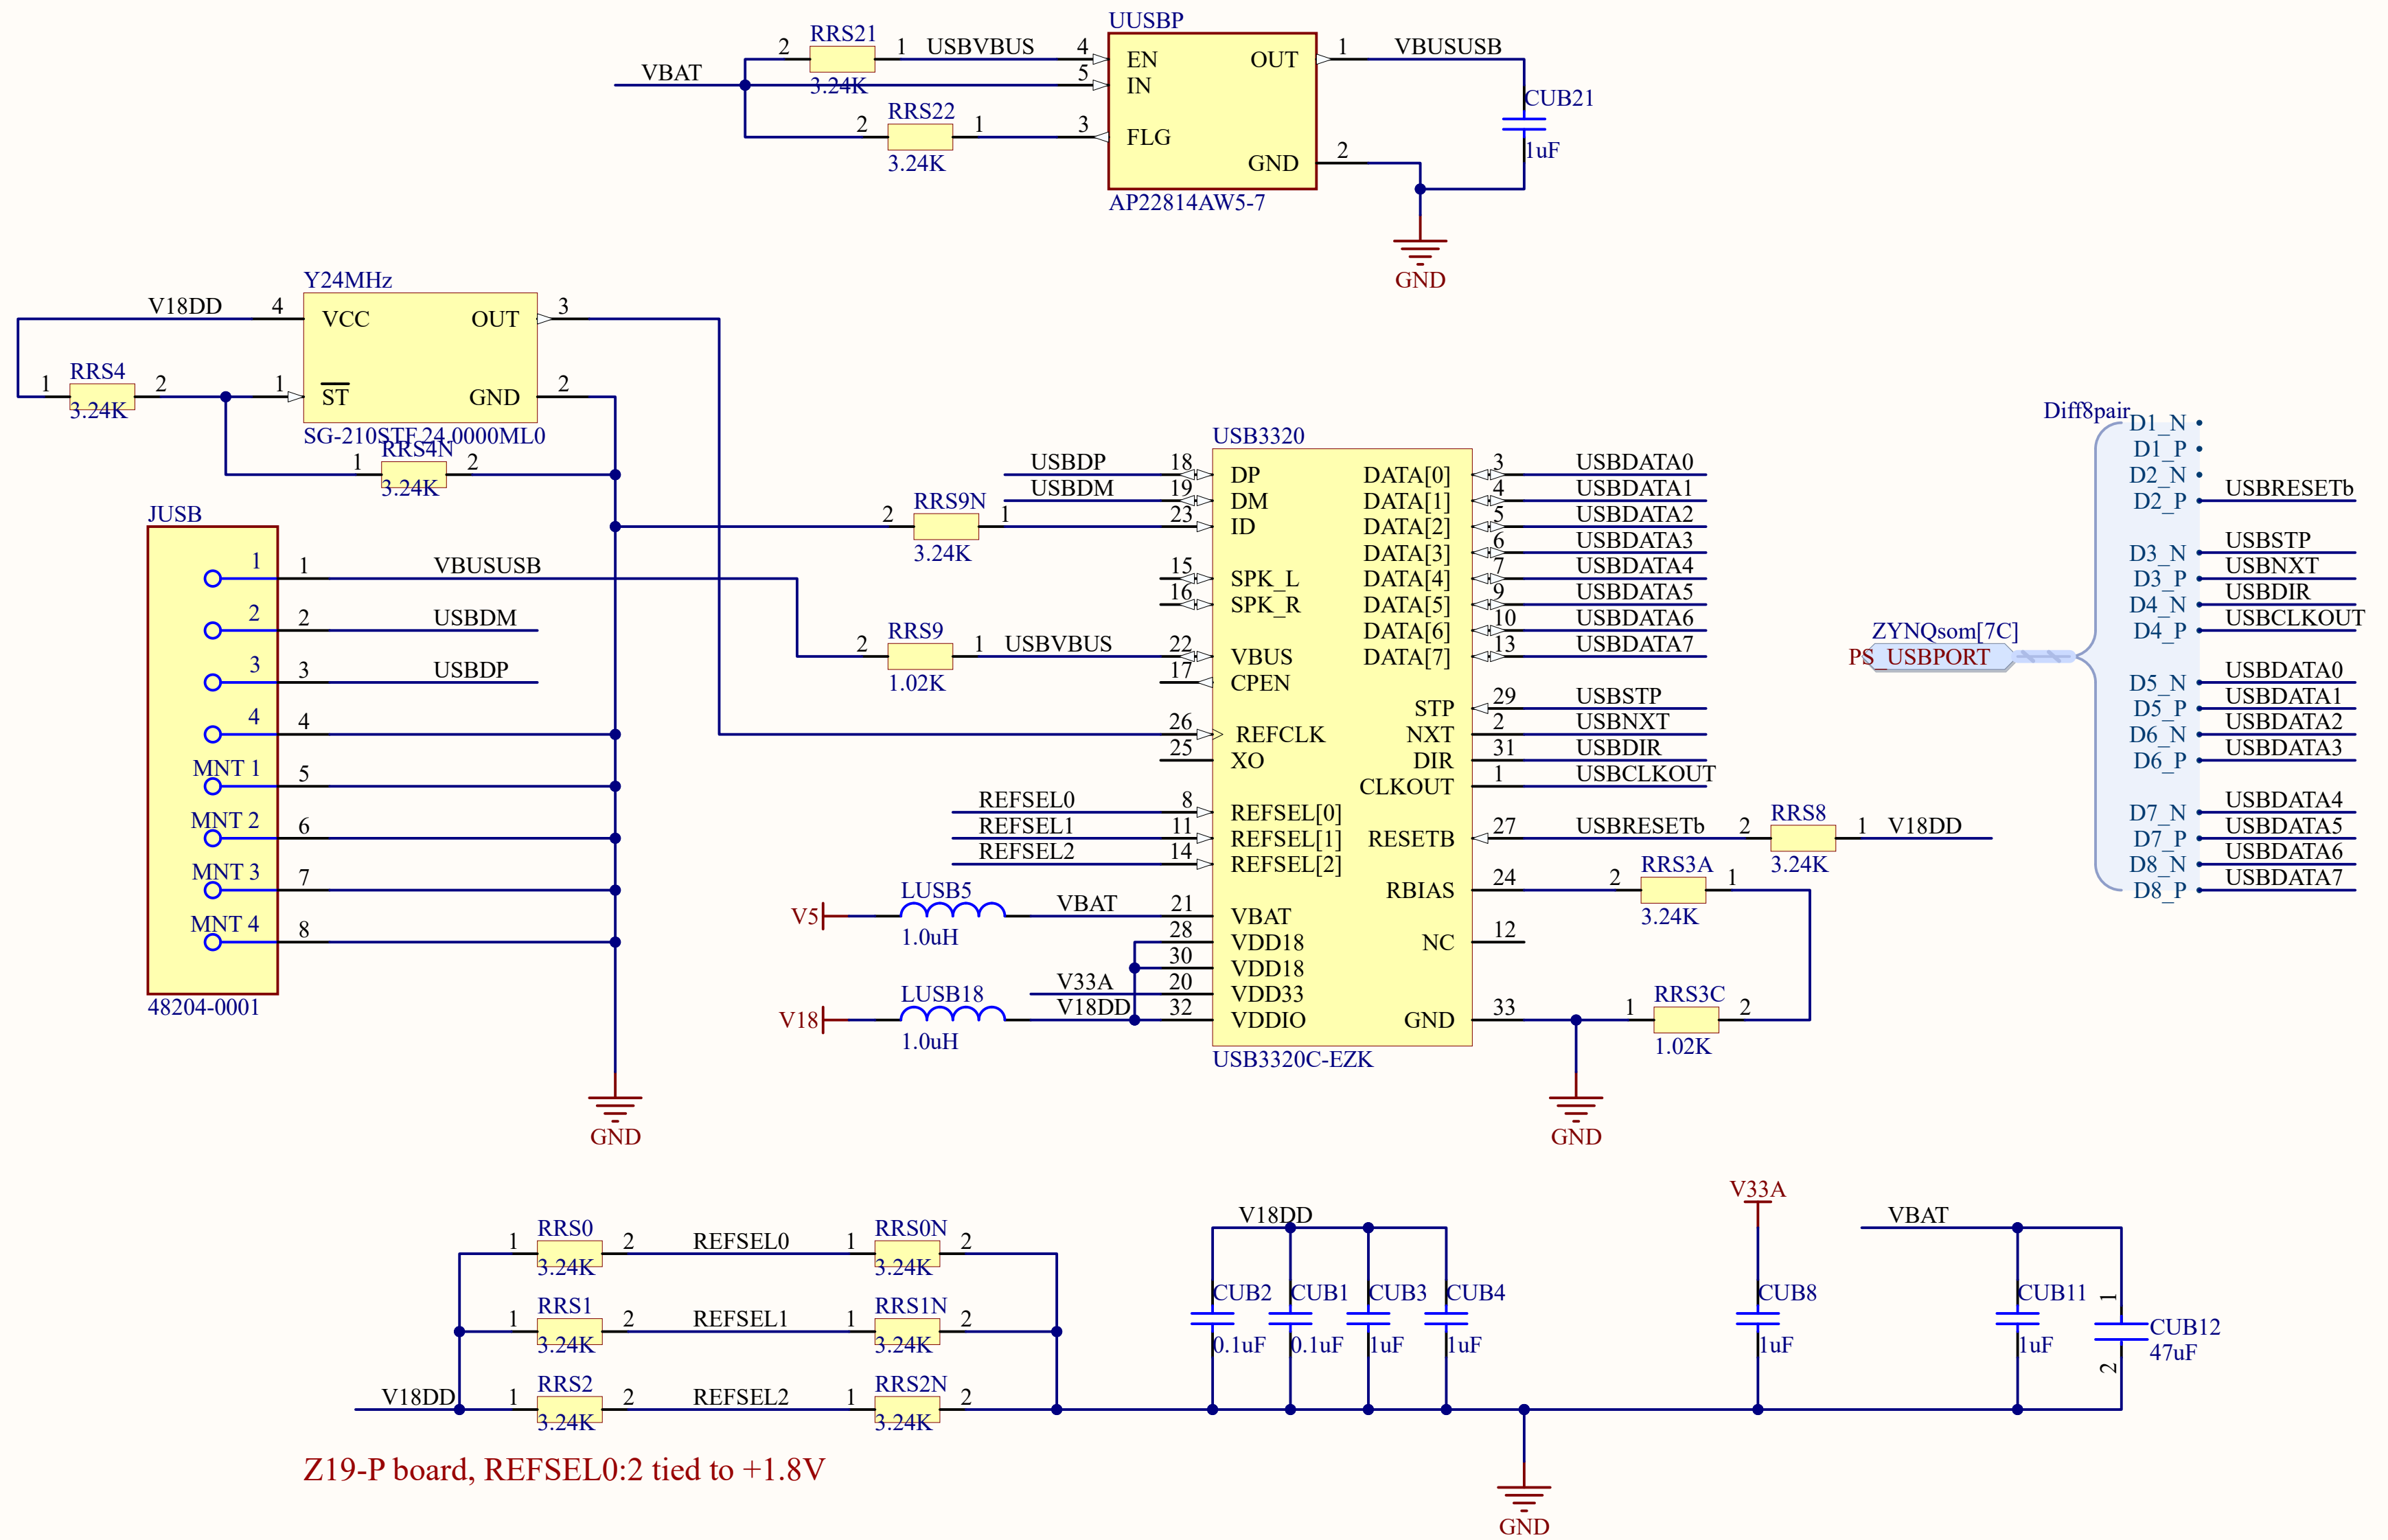 UUSBP
RRS21
2
1
USBVBUS
4
EN
OUT
1
VBUSUSB
VBAT
3.24K
5
IN
CUB21
1uF
RRS22
2
1
3
FLG
3.24K
GND
2
AP22814AW5-7
GND
Y24MHz
V18DD
4
VCC
OUT
3
RRS4
1
2
3.24K
1
ST
GND
2
SG-210STF 24.0000ML0
RRS4N
1
2
3.24K
JUSB
1
1
VBUSUSB
2
2
USBDM
3
3
USBDP
4
4
MNT 1
5
MNT 2
6
MNT 3
7
MNT 4
8
48204-0001
GND
USB3320
USBDP
18
DP
USBDM
19
DM
RRS9N
2
1
3.24K
23
ID
15
SPK_L
16
SPK_R
RRS9
2
1
1.02K
USBVBUS
22
VBUS
17
CPEN
26
REFCLK
25
XO
REFSEL0
8
REFSEL[0]
REFSEL1
11
REFSEL[1]
REFSEL2
14
REFSEL[2]
V5
LUSB5
1.0uH
VBAT
21
VBAT
28
VDD18
30
VDD18
V33A
20
VDD33
V18
LUSB18
1.0uH
V18DD
32
VDDIO
USB3320C-EZK
DATA[0]
3
USBDATA0
DATA[1]
4
USBDATA1
DATA[2]
5
USBDATA2
DATA[3]
6
USBDATA3
DATA[4]
7
USBDATA4
DATA[5]
9
USBDATA5
DATA[6]
10
USBDATA6
DATA[7]
13
USBDATA7
STP
29
USBSTP
NXT
2
USBNXT
DIR
31
USBDIR
CLKOUT
1
USBCLKOUT
RESETB
27
USBRESETb
2
RRS8
1
V18DD
3.24K
RBIAS
24
2
RRS3A
1
3.24K
NC
12
GND
33
1
RRS3C
2
1.02K
GND
Diff8pair
ZYNQsom[7C]
PS_USBPORT
D1_N
D1_P
D2_N
D2_P
USBRESETb
D3_N
USBSTP
D3_P
USBNXT
D4_N
USBDIR
D4_P
USBCLKOUT
D5_N
USBDATA0
D5_P
USBDATA1
D6_N
USBDATA2
D6_P
USBDATA3
D7_N
USBDATA4
D7_P
USBDATA5
D8_N
USBDATA6
D8_P
USBDATA7
1
RRS0
2
REFSEL0
1
RRS0N
2
3.24K
3.24K
1
RRS1
2
REFSEL1
1
RRS1N
2
3.24K
3.24K
V18DD
1
RRS2
2
REFSEL2
1
RRS2N
2
3.24K
3.24K
Z19-P board, REFSEL0:2 tied to +1.8V
V18DD
CUB2
0.1uF
CUB1
0.1uF
CUB3
1uF
CUB4
1uF
V33A
CUB8
1uF
VBAT
CUB11
1uF
1
CUB12
47uF
2
GND